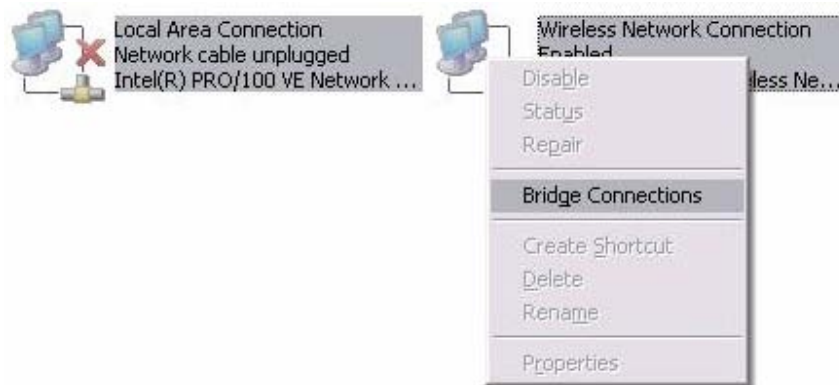 Local Area Connection
Network cable unplugged
Intel(R) PRO/100 VE Network ...
Wireless Network Connection
Enabled
less Ne...
Disable
Status
Repair
Bridge Connections
Create Shortcut
Delete
Rename
Properties